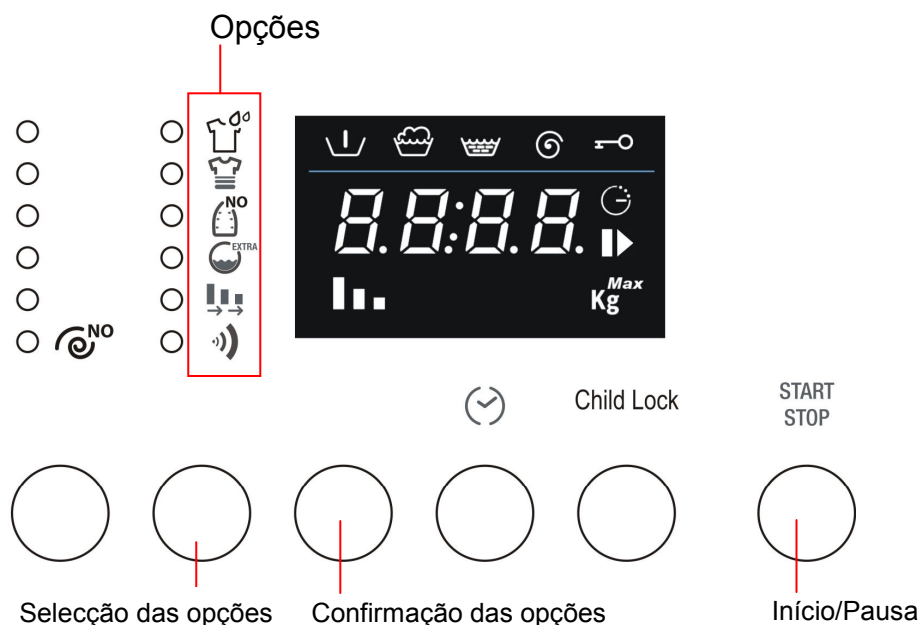 Opções
NO
EXTRA
8.8:8.8.
Max
Kg
NO
Child Lock
START
STOP
Selecção das opções
Confirmação das opções
Início/Pausa